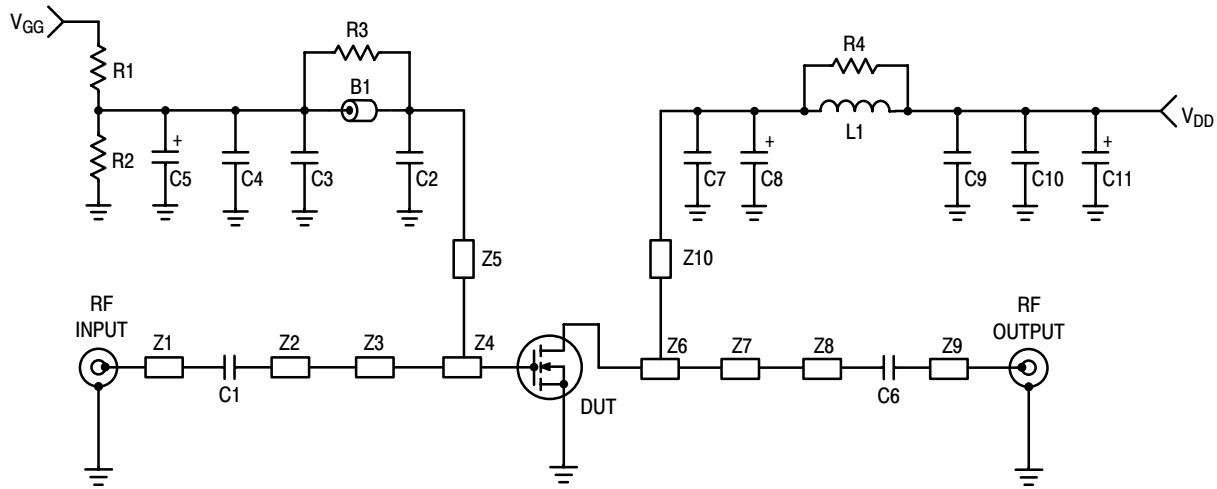 VGG
R1
R2
C5
+
C4
C3
R3
B1
C2
Z5
R4
L1
C7
C8
+
C9
C10
C11
+
VDD
Z10
RF
INPUT
Z1
C1
Z2
Z3
Z4
DUT
Z6
Z7
Z8
C6
Z9
RF
OUTPUT